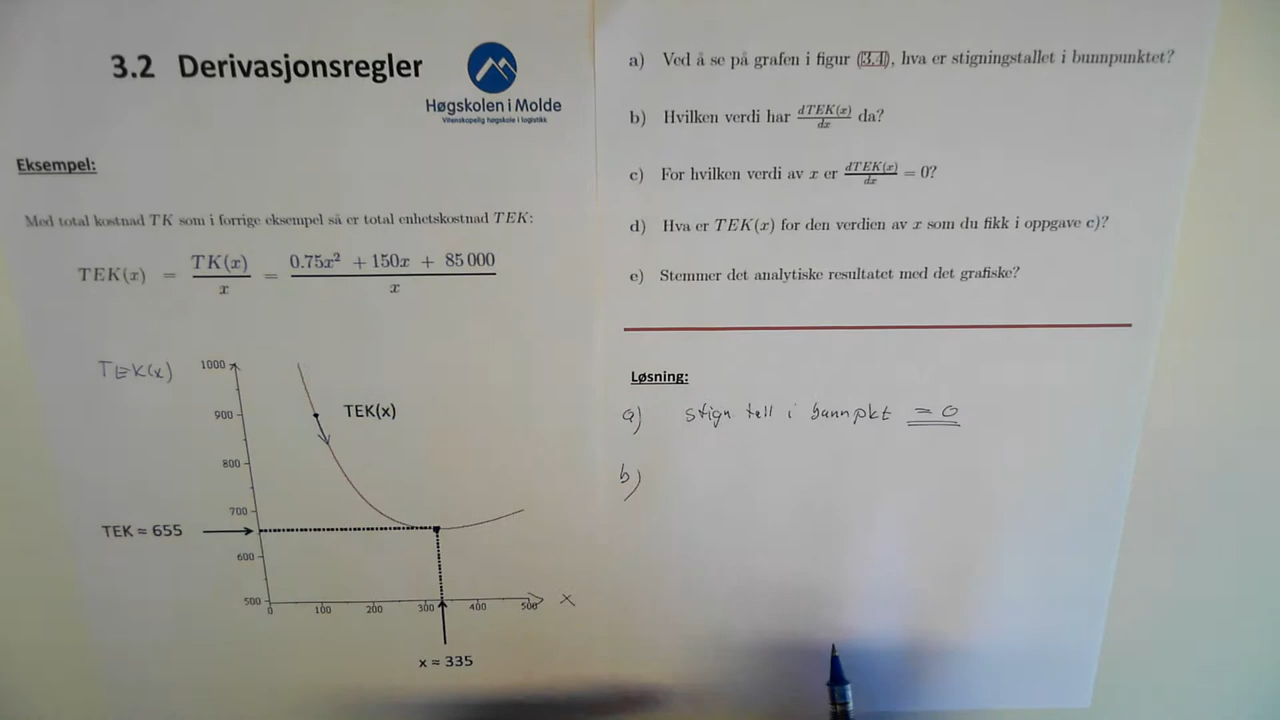 3.2 Derivasjonsregler
Høgskolen i Molde
Vitenskapelig høgskole i logistikk
Eksempel:
Med total kostnad TK som i forrige eksempel så er total enhetskostnad TEK:
TEK(x) = TK(x)/x = 0.75x² + 150x + 85 000/x
TEK(x)
1000
900
800
700
600
500
TEK(x)
TEK ≈ 655
0 100 200 300 400 500
x
x ≈ 335
a) Ved å se på grafen i figur (3.4), hva er stigningstallet i bunnpunktet?
b) Hvilken verdi har dTEK(x)/dx da?
c) For hvilken verdi av x er dTEK(x)/dx = 0?
d) Hva er TEK(x) for den verdien av x som du fikk i oppgave c)?
e) Stemmer det analytiske resultatet med det grafiske?
Løsning:
a) stign tall i bunnpkt = 0
b)